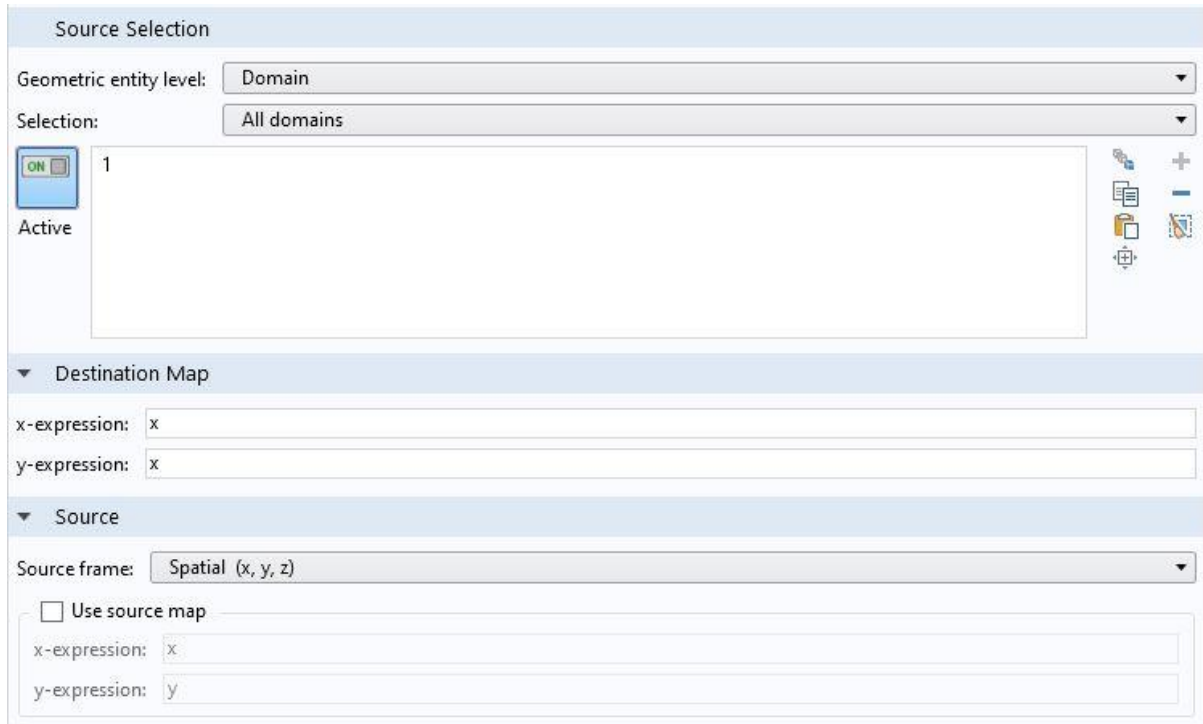 Source Selection
Geometric entity level: Domain
Selection: All domains
ON 1
Active
Destination Map
x-expression: x
y-expression: x
Source
Source frame: Spatial (x, y, z)
Use source map
x-expression: x
y-expression: y